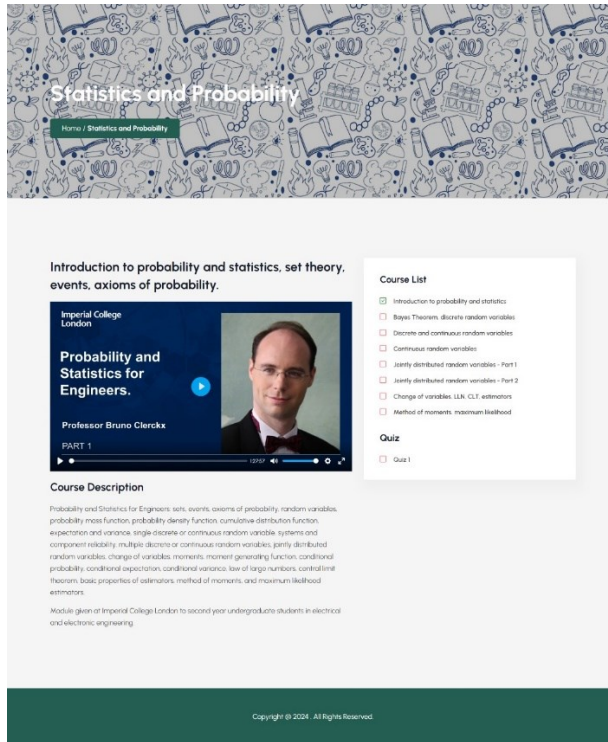 Statistics and Probability
Home / Statistics and Probability
Introduction to probability and statistics, set theory,
events, axioms of probability.
Imperial College
London
Probability and
Statistics for
Engineers.
Professor Bruno Clerckx
PART 1
1:27:57
Course Description
Probability and Statistics for Engineers: sets, events, axioms of probability, random variables,
probability mass function, probability density function, cumulative distribution function,
expectation and variance, single discrete or continuous random variable, systems and
component reliability, multiple discrete or continuous random variables, jointly distributed
random variables, change of variables, moments, moment generating function, conditional
probability, conditional expectation, conditional variance, law of large numbers, central limit
theorem, basic properties of estimators, method of moments, and maximum likelihood
estimators.
Module given at Imperial College London to second year undergraduate students in electrical
and electronic engineering.
Course List
Introduction to probability and statistics
Bayes Theorem, discrete random variables
Discrete and continuous random variables
Continuous random variables
Jointly distributed random variables - Part 1
Jointly distributed random variables - Part 2
Change of variables, LLN, CLT, estimators
Method of moments, maximum likelihood
Quiz
Quiz 1
Copyright @ 2024 . All Rights Reserved.